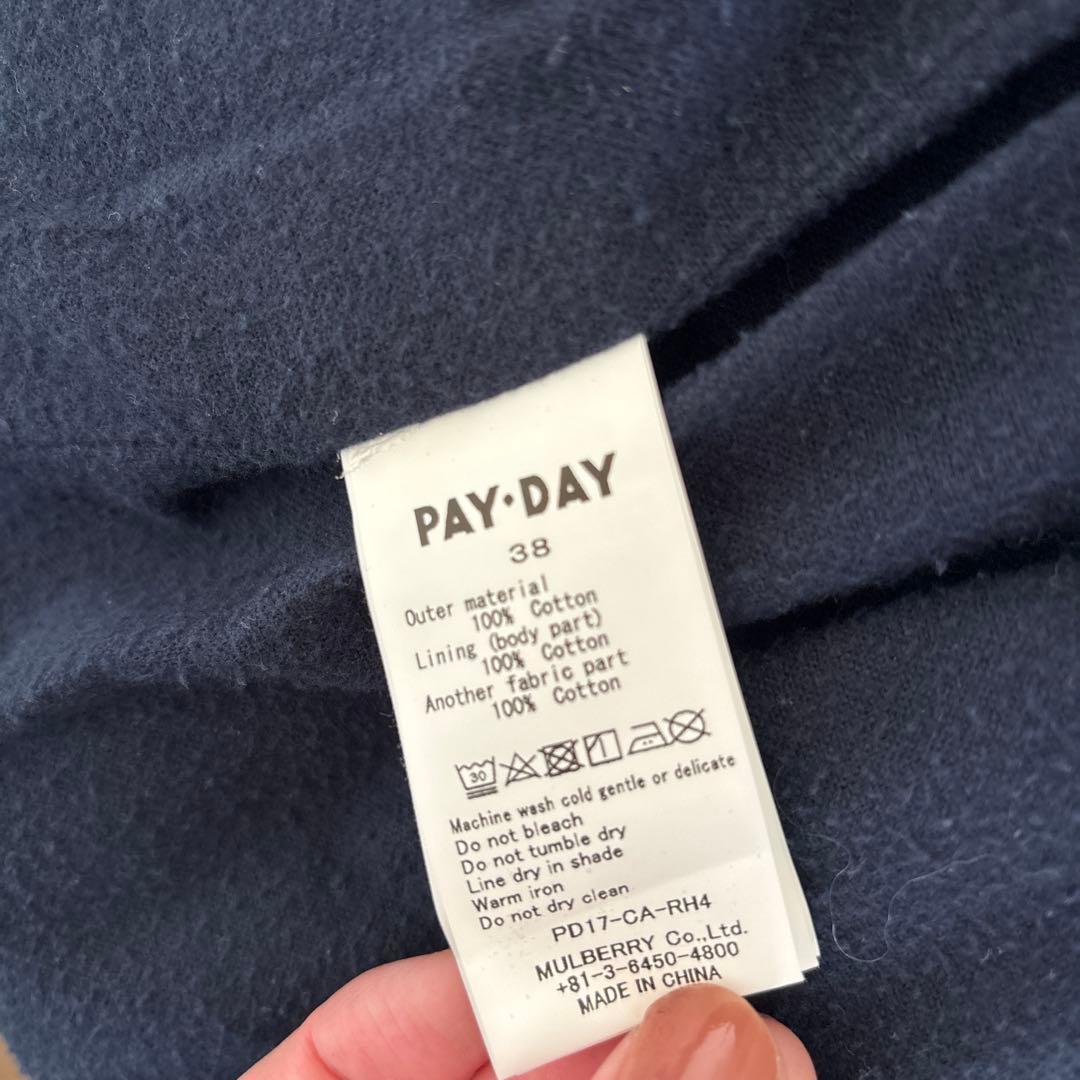 PAY·DAY
38
Outer material
100% Cotton
Lining (body part)
100% Cotton
Another fabric part
100% Cotton
30
Machine wash cold gentle or delicate
Do not bleach
Do not tumble dry
Line dry in shade
Warm iron
Do not dry clean
PD17-CA-RH4
MULBERRY Co.,Ltd.
+81-3-6450-4800
MADE IN CHINA